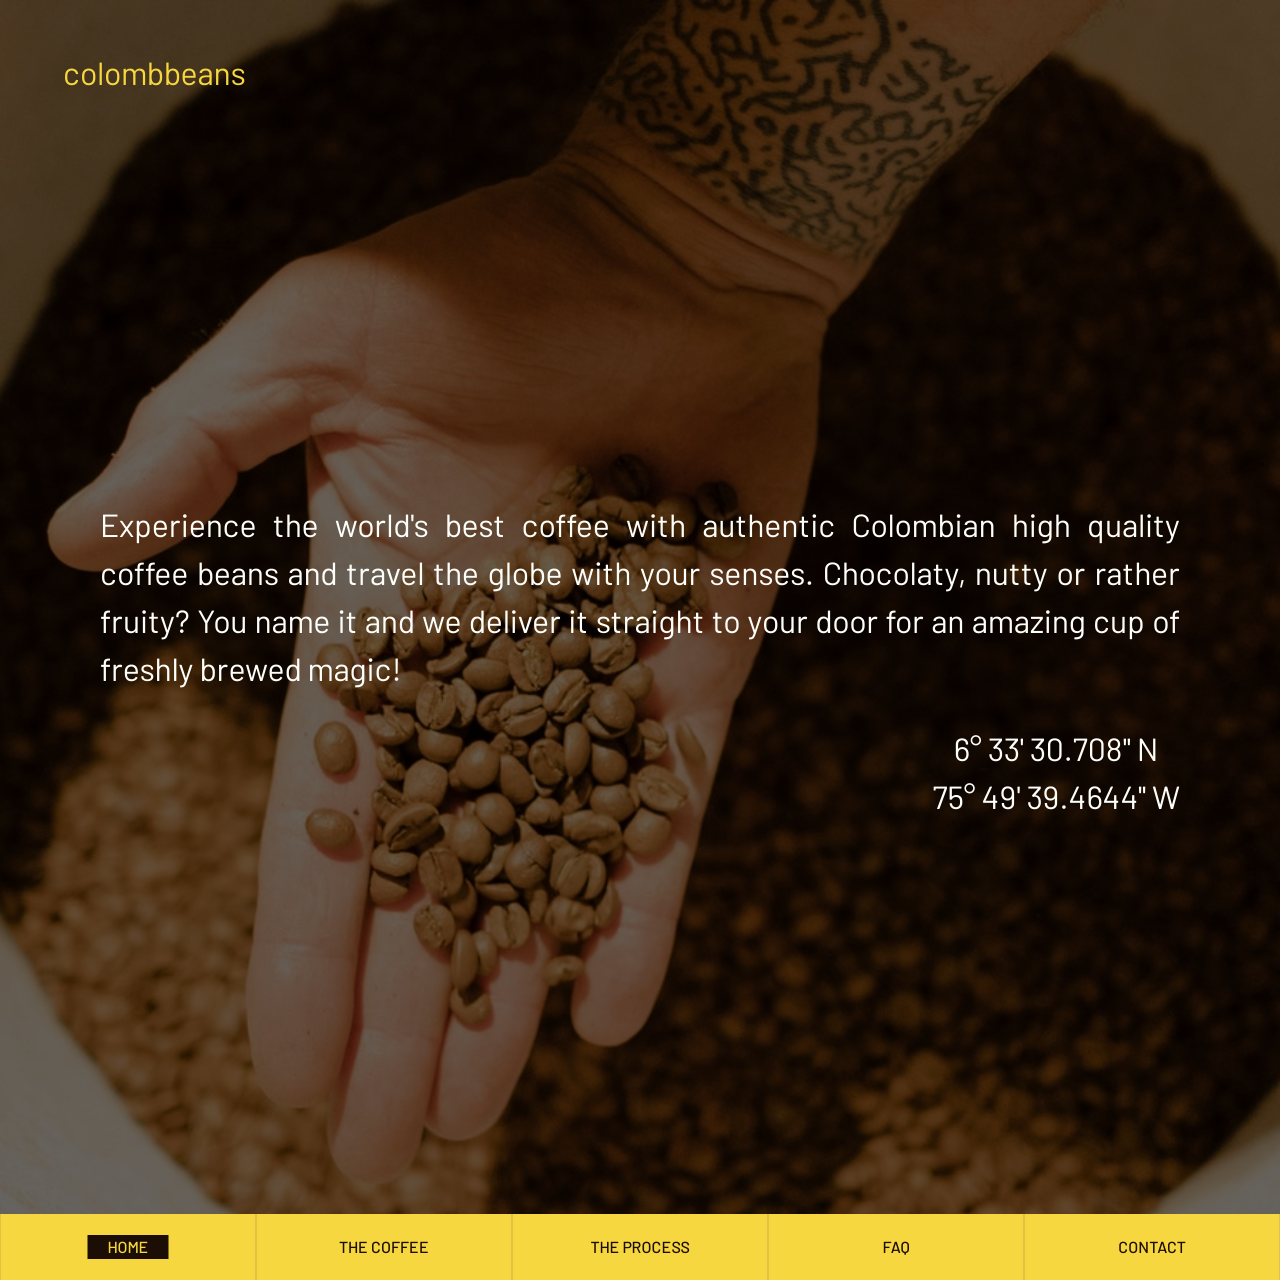 colombbeans
Experience the world's best coffee with authentic Colombian high quality
coffee beans and travel the globe with your senses. Chocolaty, nutty or rather
fruity? You name it and we deliver it straight to your door for an amazing cup of
freshly brewed magic!
6° 33' 30.708" N
75° 49' 39.4644" W
HOME
THE COFFEE
THE PROCESS
FAQ
CONTACT